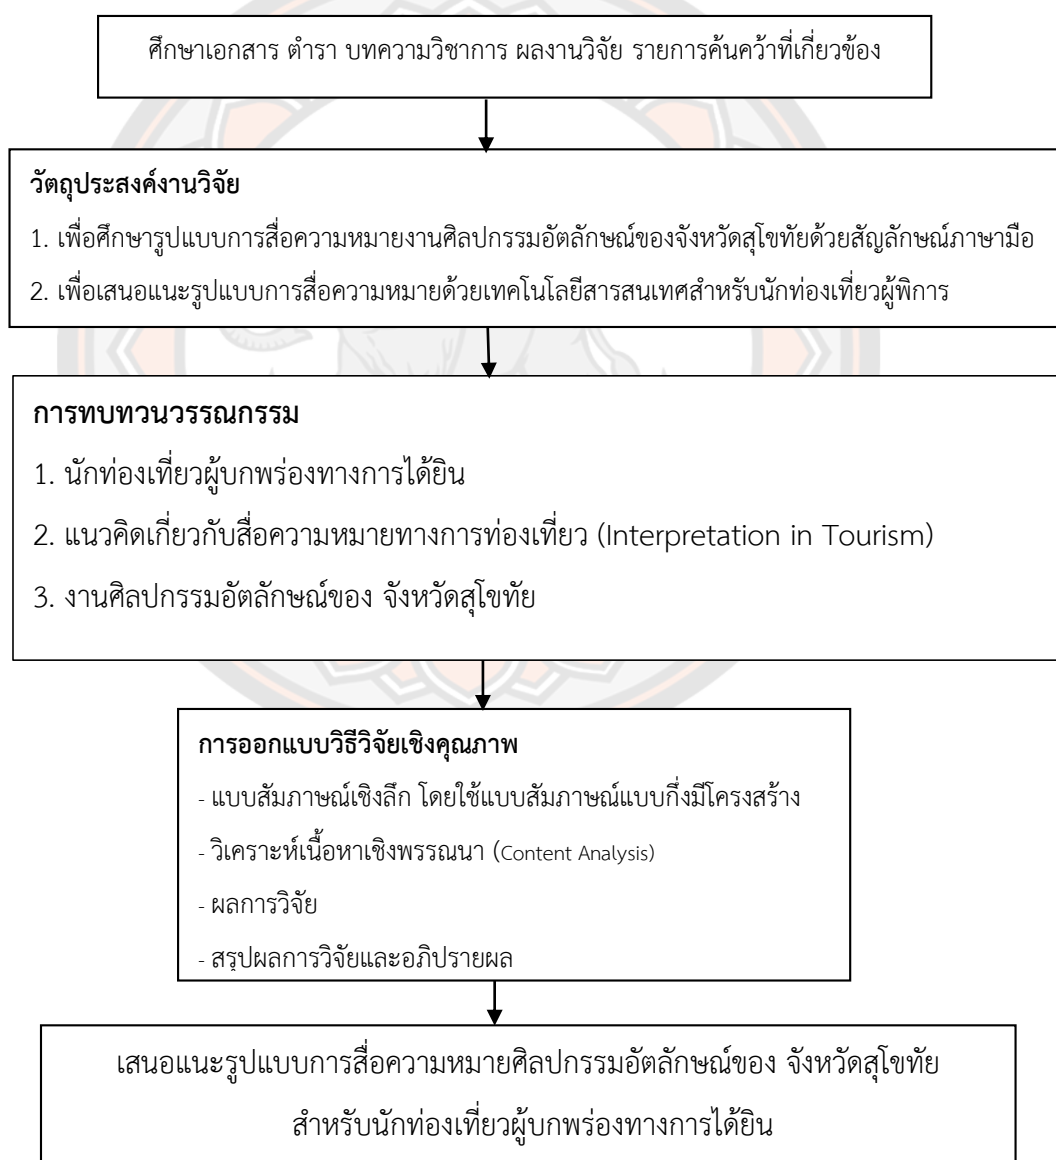 ศึกษาเอกสาร ตำรา บทความวิชาการ ผลงานวิจัย รายการค้นคว้าที่เกี่ยวข้อง
วัตถุประสงค์งานวิจัย
1. เพื่อศึกษารูปแบบการสื่อความหมายงานศิลปกรรมอัตลักษณ์ของจังหวัดสุโขทัยด้วยสัญลักษณ์ภาษามือ
2. เพื่อเสนอแนะรูปแบบการสื่อความหมายด้วยเทคโนโลยีสารสนเทศสำหรับนักท่องเที่ยวผู้พิการ
การทบทวนวรรณกรรม
1. นักท่องเที่ยวผู้บกพร่องทางการได้ยิน
2. แนวคิดเกี่ยวกับสื่อความหมายทางการท่องเที่ยว (Interpretation in Tourism)
3. งานศิลปกรรมอัตลักษณ์ของ จังหวัดสุโขทัย
การออกแบบวิธีวิจัยเชิงคุณภาพ
- แบบสัมภาษณ์เชิงลึก โดยใช้แบบสัมภาษณ์แบบกึ่งมีโครงสร้าง
- วิเคราะห์เนื้อหาเชิงพรรณนา (Content Analysis)
- ผลการวิจัย
- สรุปผลการวิจัยและอภิปรายผล
เสนอแนะรูปแบบการสื่อความหมายศิลปกรรมอัตลักษณ์ของ จังหวัดสุโขทัย
สำหรับนักท่องเที่ยวผู้บกพร่องทางการได้ยิน